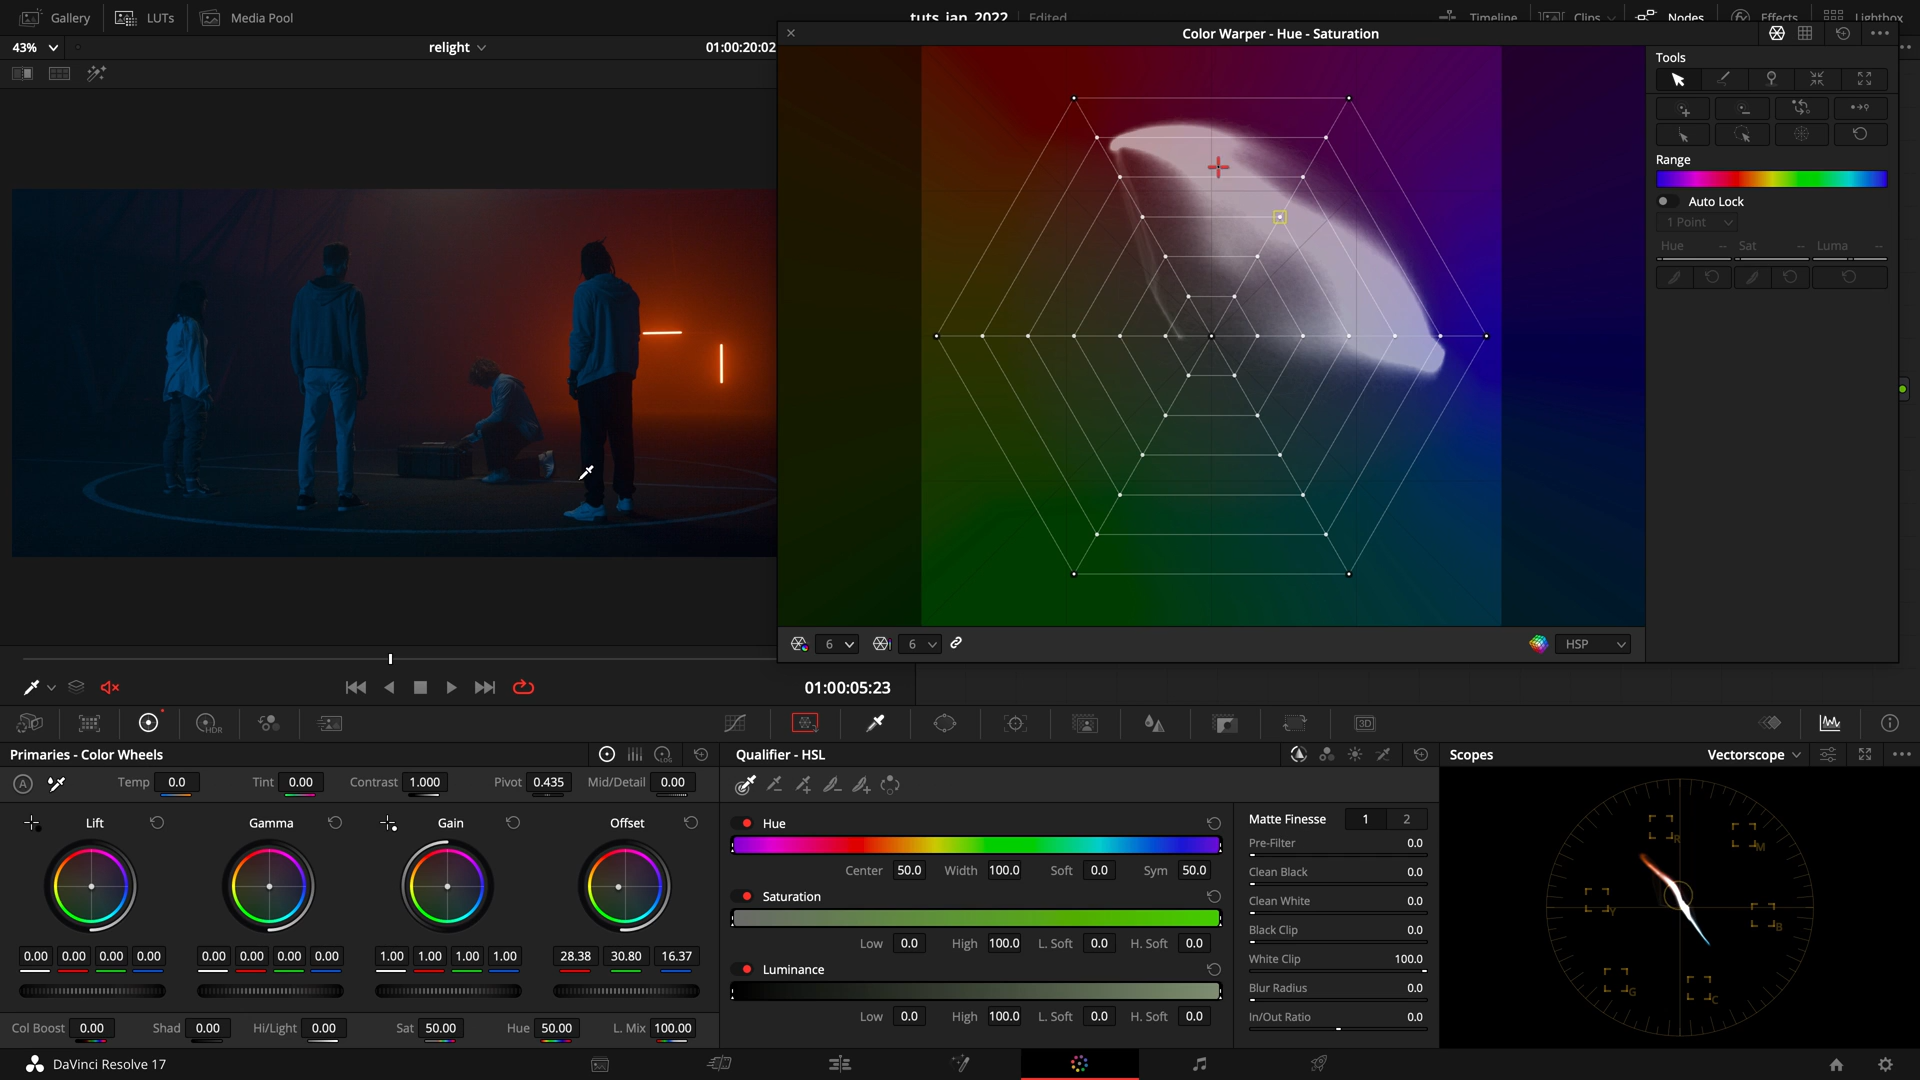 Gallery LUTs Media Pool tuts_jan_2022 Edited Timeline Clips Nodes Effects Lightbox
43% relight 01:00:20:02
Color Warper - Hue - Saturation
Tools
Range
Auto Lock
1 Point
Hue -- Sat -- Luma --
6 6 HSP
01:00:05:23
HDR
3D
Primaries - Color Wheels
LOG
A Temp 0.0 Tint 0.00 Contrast 1.000 Pivot 0.435 Mid/Detail 0.00
Lift Gamma Gain Offset
0.00 0.00 0.00 0.00 0.00 0.00 0.00 0.00 1.00 1.00 1.00 1.00 28.38 30.80 16.37
Col Boost 0.00 Shad 0.00 Hi/Light 0.00 Sat 50.00 Hue 50.00 L. Mix 100.00
Qualifier - HSL
Hue
Center 50.0 Width 100.0 Soft 0.0 Sym 50.0
Saturation
Low 0.0 High 100.0 L. Soft 0.0 H. Soft 0.0
Luminance
Low 0.0 High 100.0 L. Soft 0.0 H. Soft 0.0
Matte Finesse 1 2
Pre-Filter 0.0
Clean Black 0.0
Clean White 0.0
Black Clip 0.0
White Clip 100.0
Blur Radius 0.0
In/Out Ratio 0.0
Scopes Vectorscope
R
M
Y
B
G
C
DaVinci Resolve 17